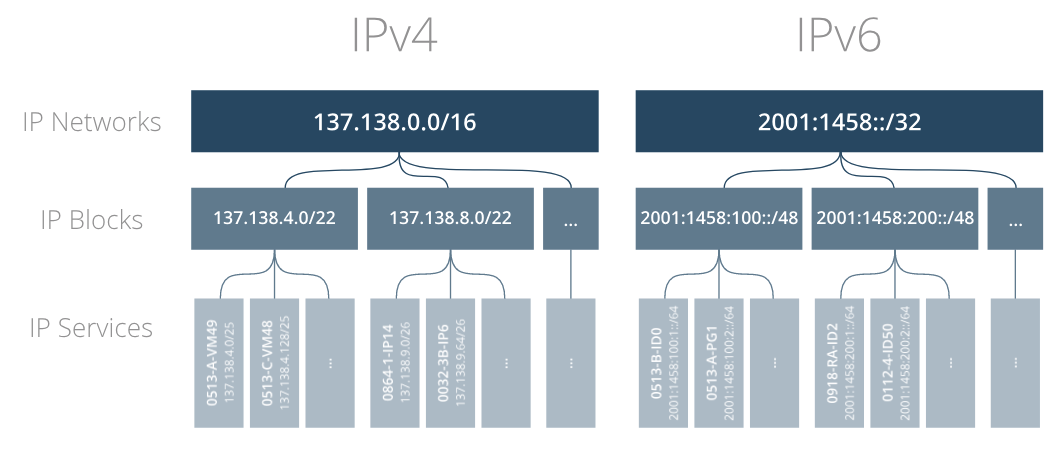 IPv4
IPv6
IP Networks
137.138.0.0/16
2001:1458::/32
IP Blocks
137.138.4.0/22
137.138.8.0/22
...
2001:1458:100::/48
2001:1458:200::/48
...
IP Services
0513-A-VM49
137.138.4.0/25
0513-C-VM48
137.138.4.128/25
...
0864-1-IP14
137.138.9.0/26
0032-3B-IP6
137.138.9.64/26
...
...
0513-B-ID0
2001:1458:100:1::/64
0513-A-PG1
2001:1458:100:2::/64
...
0918-RA-ID2
2001:1458:200:1::/64
0112-4-ID50
2001:1458:200:2::/64
...
...